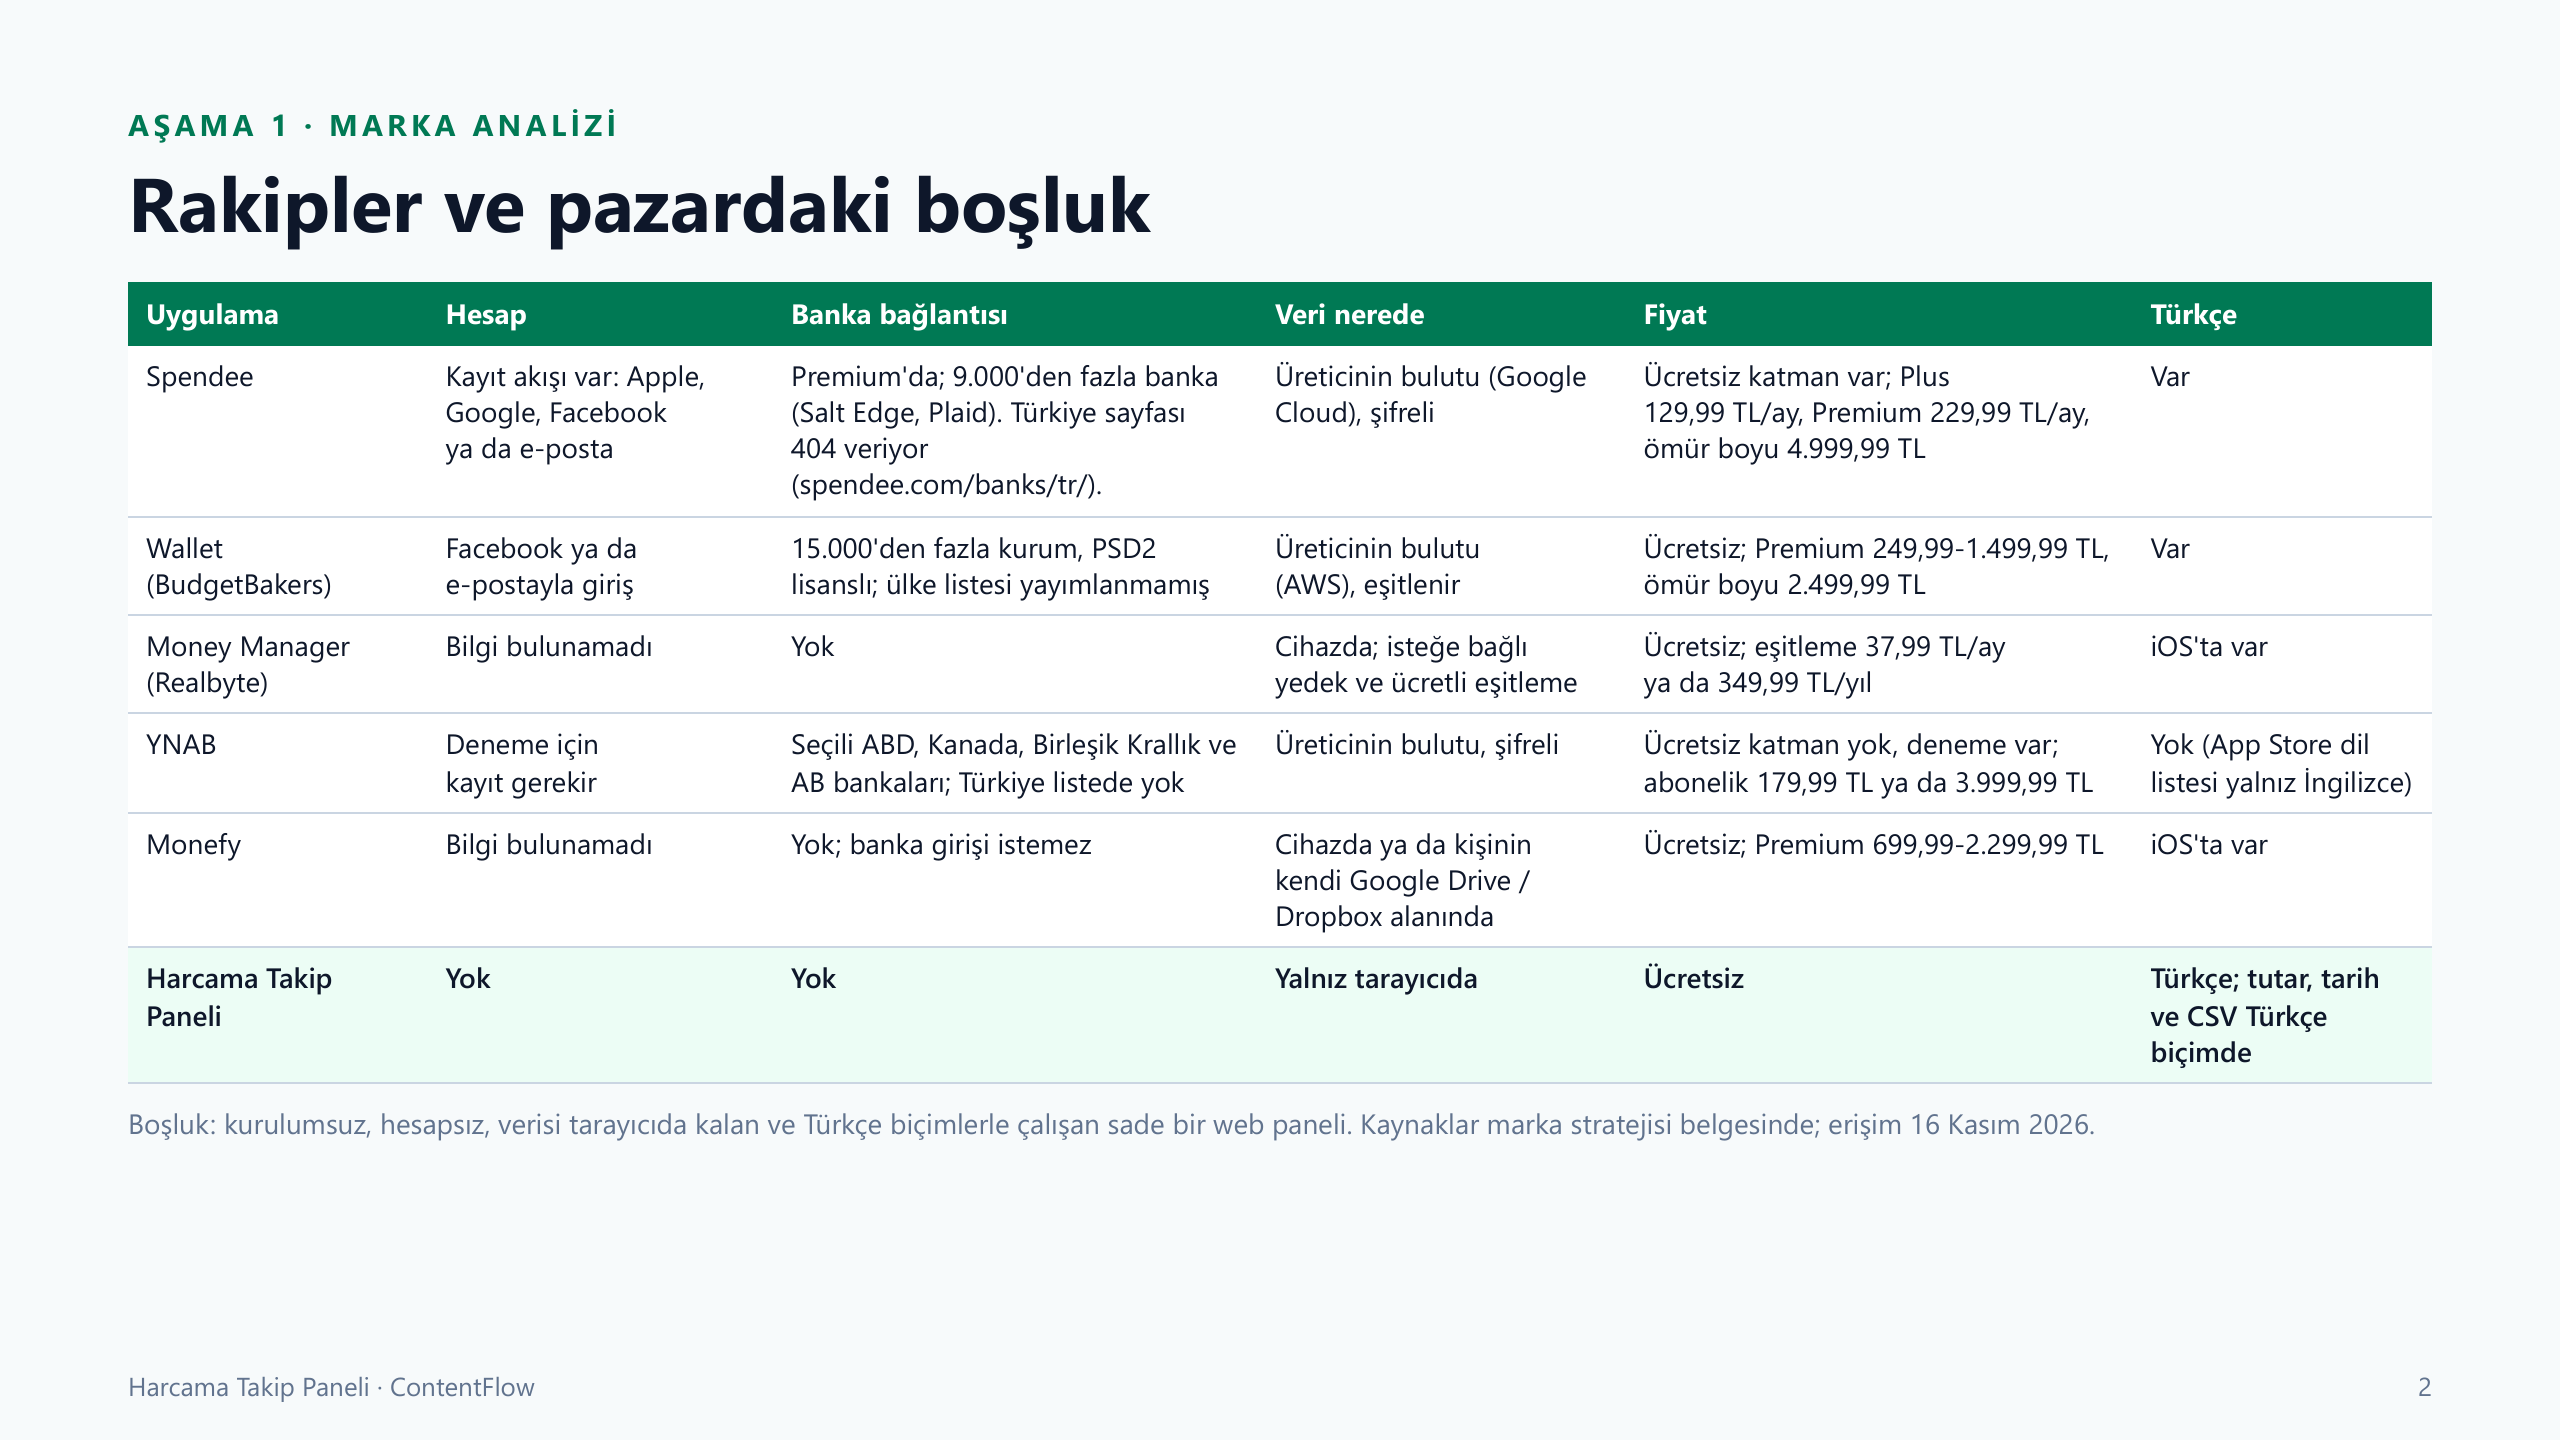 AŞAMA 1 · MARKA ANALİZİ
Rakipler ve pazardaki boşluk
Uygulama Hesap Banka bağlantısı Veri nerede Fiyat Türkçe
Spendee
Kayıt akışı var: Apple,
Google, Facebook
ya da e-posta
Premium'da; 9.000'den fazla banka
(Salt Edge, Plaid). Türkiye sayfası
404 veriyor
(spendee.com/banks/tr/).
Üreticinin bulutu (Google
Cloud), şifreli
Ücretsiz katman var; Plus
129,99 TL/ay, Premium 229,99 TL/ay,
ömür boyu 4.999,99 TL
Var
Wallet
(BudgetBakers)
Facebook ya da
e-postayla giriş
15.000'den fazla kurum, PSD2
lisanslı; ülke listesi yayımlanmamış
Üreticinin bulutu
(AWS), eşitlenir
Ücretsiz; Premium 249,99-1.499,99 TL,
ömür boyu 2.499,99 TL
Var
Money Manager
(Realbyte)
Bilgi bulunamadı
Yok
Cihazda; isteğe bağlı
yedek ve ücretli eşitleme
Ücretsiz; eşitleme 37,99 TL/ay
ya da 349,99 TL/yıl
iOS'ta var
YNAB
Deneme için
kayıt gerekir
Seçili ABD, Kanada, Birleşik Krallık ve
AB bankaları; Türkiye listede yok
Üreticinin bulutu, şifreli
Ücretsiz katman yok, deneme var;
abonelik 179,99 TL ya da 3.999,99 TL
Yok (App Store dil
listesi yalnız İngilizce)
Monefy
Bilgi bulunamadı
Yok; banka girişi istemez
Cihazda ya da kişinin
kendi Google Drive /
Dropbox alanında
Ücretsiz; Premium 699,99-2.299,99 TL
iOS'ta var
Harcama Takip
Paneli
Yok
Yok
Yalnız tarayıcıda
Ücretsiz
Türkçe; tutar, tarih
ve CSV Türkçe
biçimde
Boşluk: kurulumsuz, hesapsız, verisi tarayıcıda kalan ve Türkçe biçimlerle çalışan sade bir web paneli. Kaynaklar marka stratejisi belgesinde; erişim 16 Kasım 2026.
Harcama Takip Paneli · ContentFlow
2